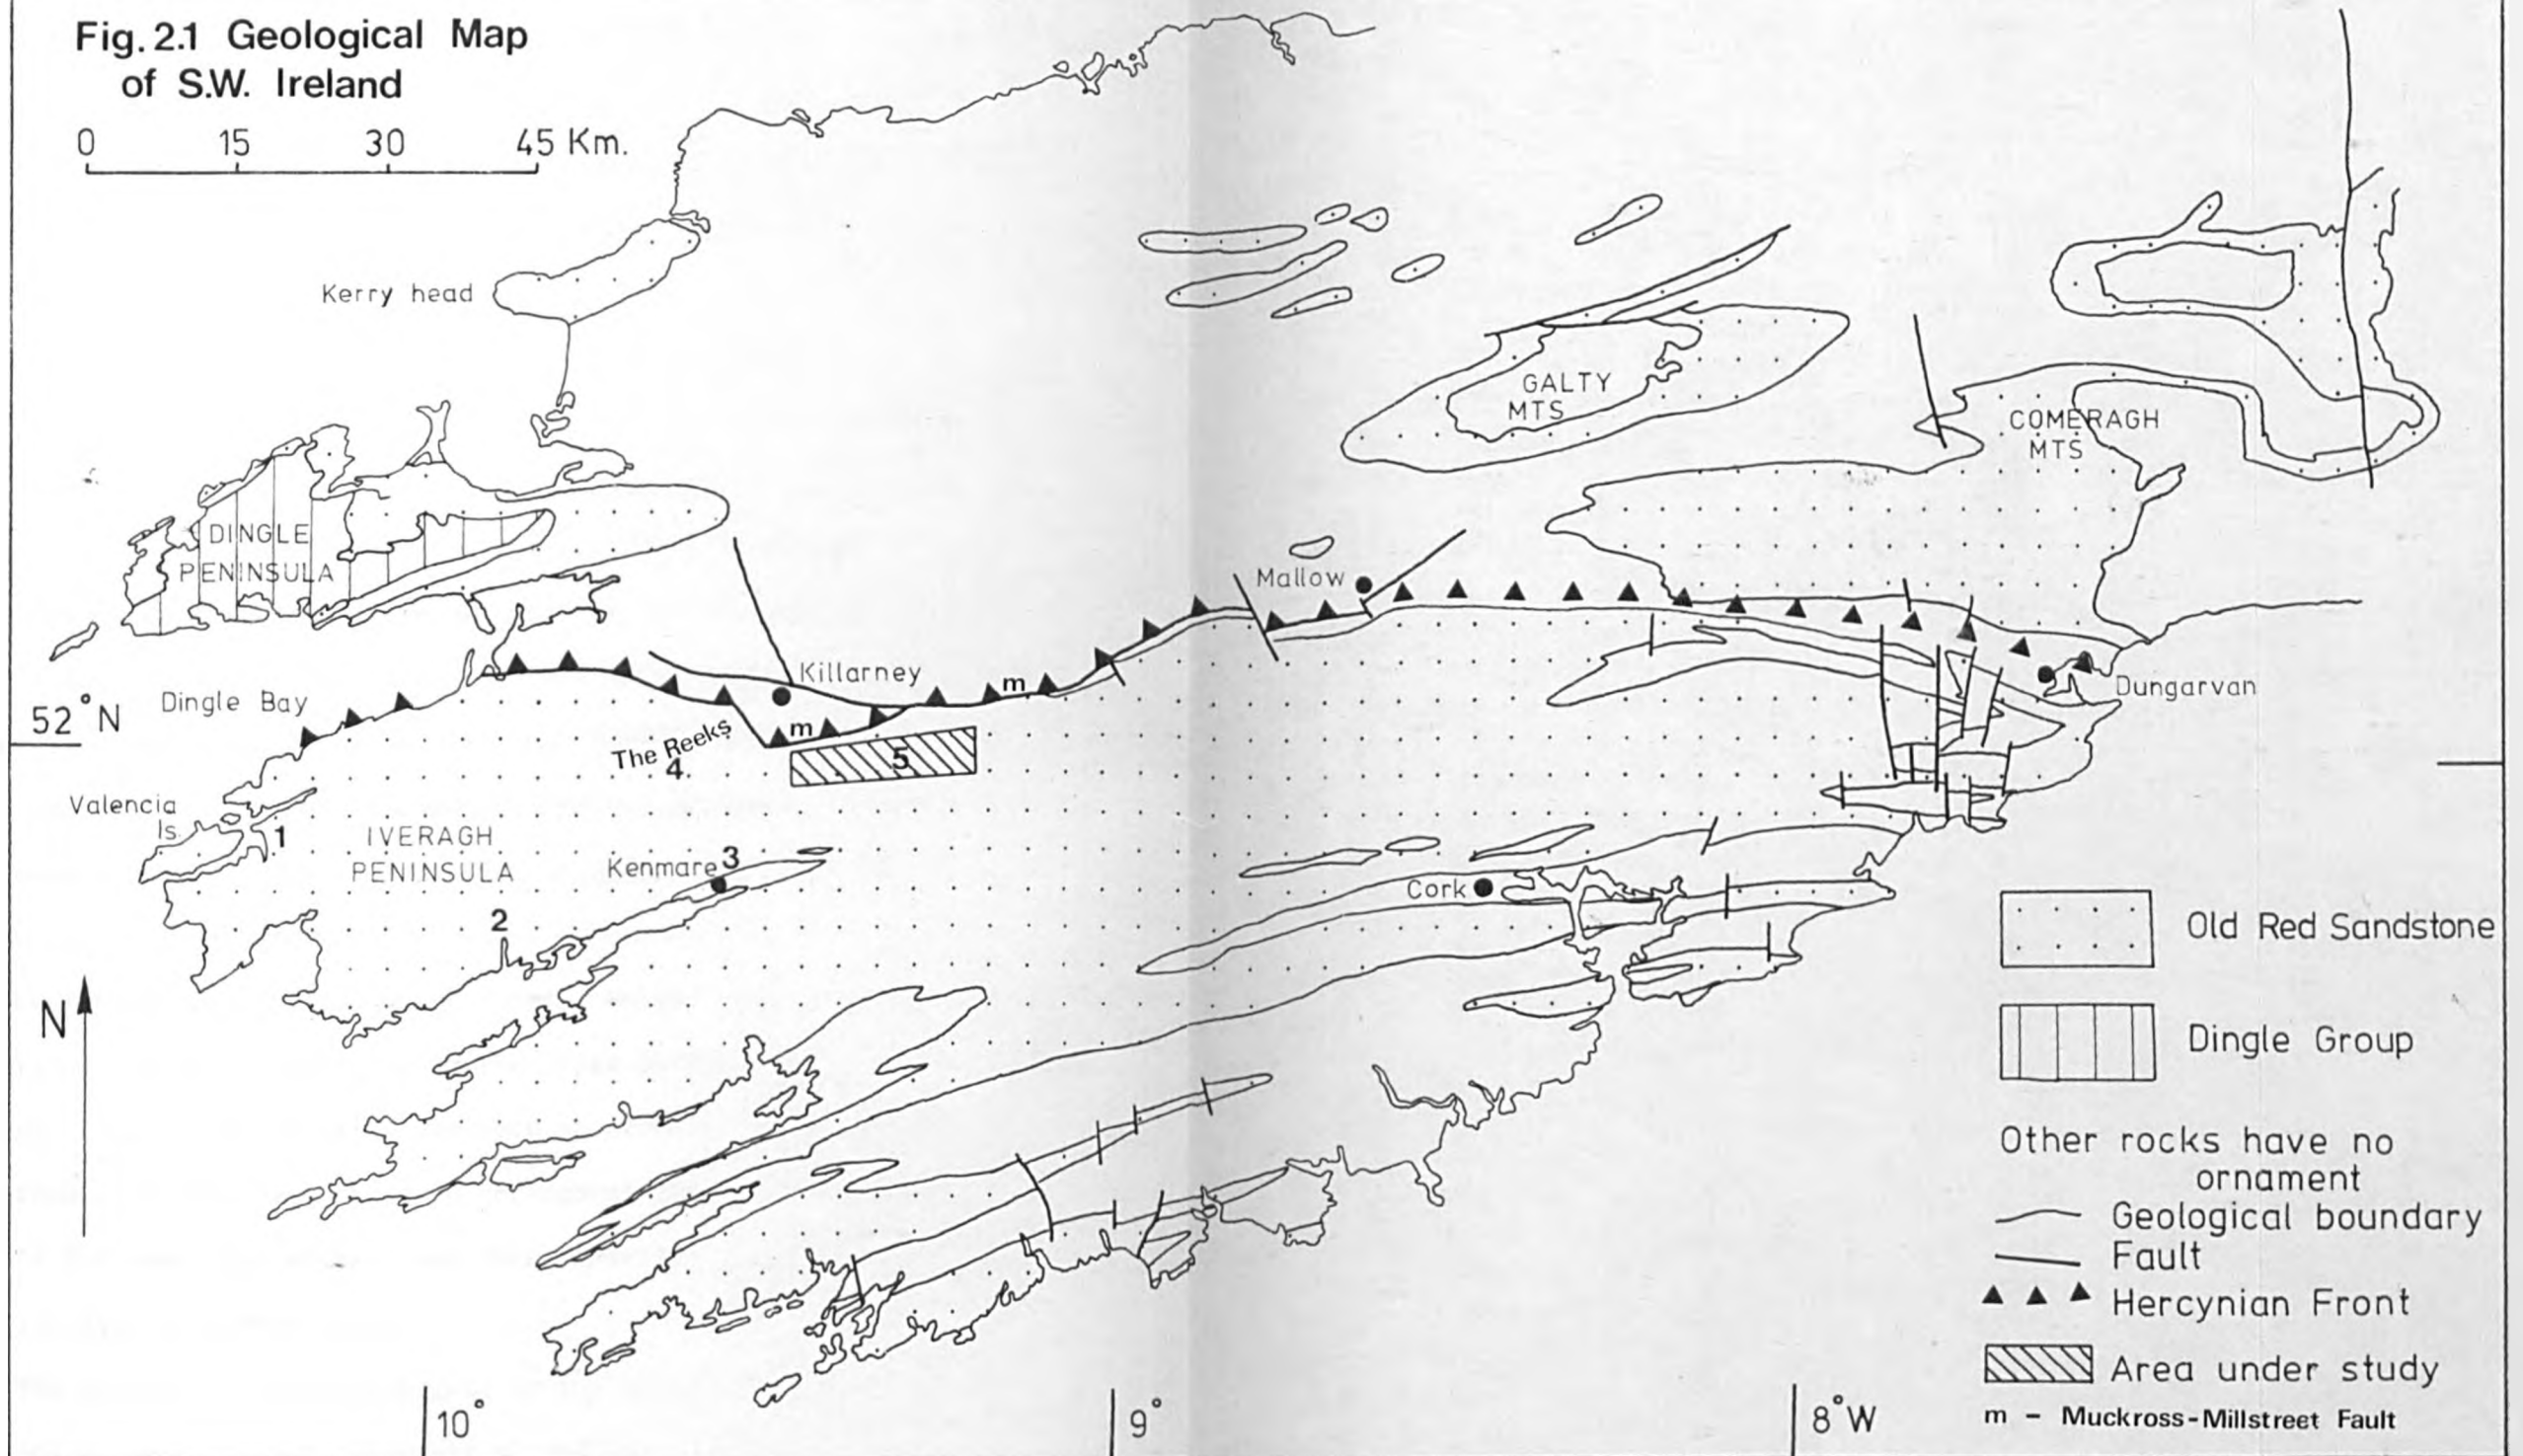 Fig. 2.1 Geological Map
of S.W. Ireland
0 15 30 45 Km.
Kerry head
GALTY
MTS
COMERAGH
MTS
DINGLE
PENINSULA
Mallow
Killarney
m
Dingle Bay
Dungarvan
52°N
m
The Reeks
4
5
Valencia
Is.
1
IVERAGH
PENINSULA
Kenmare
3
Cork
2
N
Old Red Sandstone
Dingle Group
Other rocks have no
ornament
Geological boundary
Fault
Hercynian Front
Area under study
m - Muckross-Millstreet Fault
10°
9°
8°W